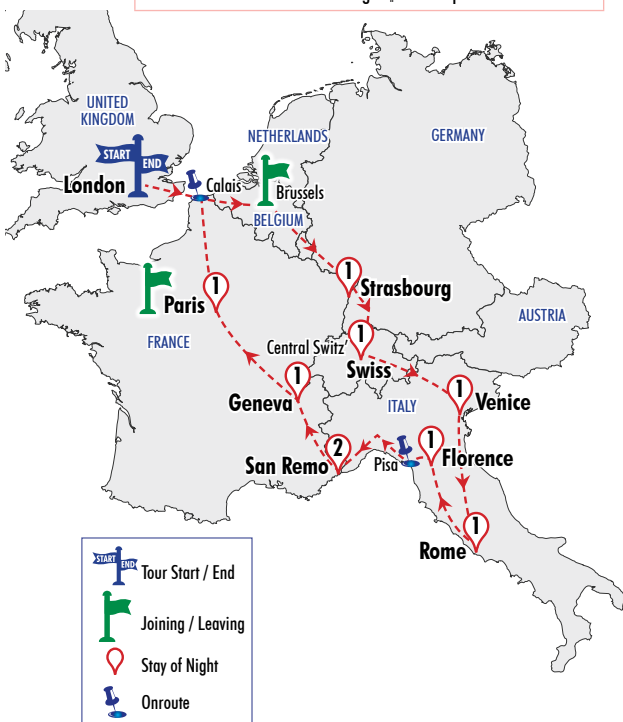 UNITED
KINGDOM
NETHERLANDS
GERMANY
START
END
London
Calais
Brussels
BELGIUM
1
Strasbourg
1
Paris
AUSTRIA
FRANCE
Central Switz'
1
Swiss
1
Geneva
ITALY
1
Venice
2
San Remo
Pisa
1
Florence
1
Rome
START
END
Tour Start / End
Joining / Leaving
Stay of Night
Onroute